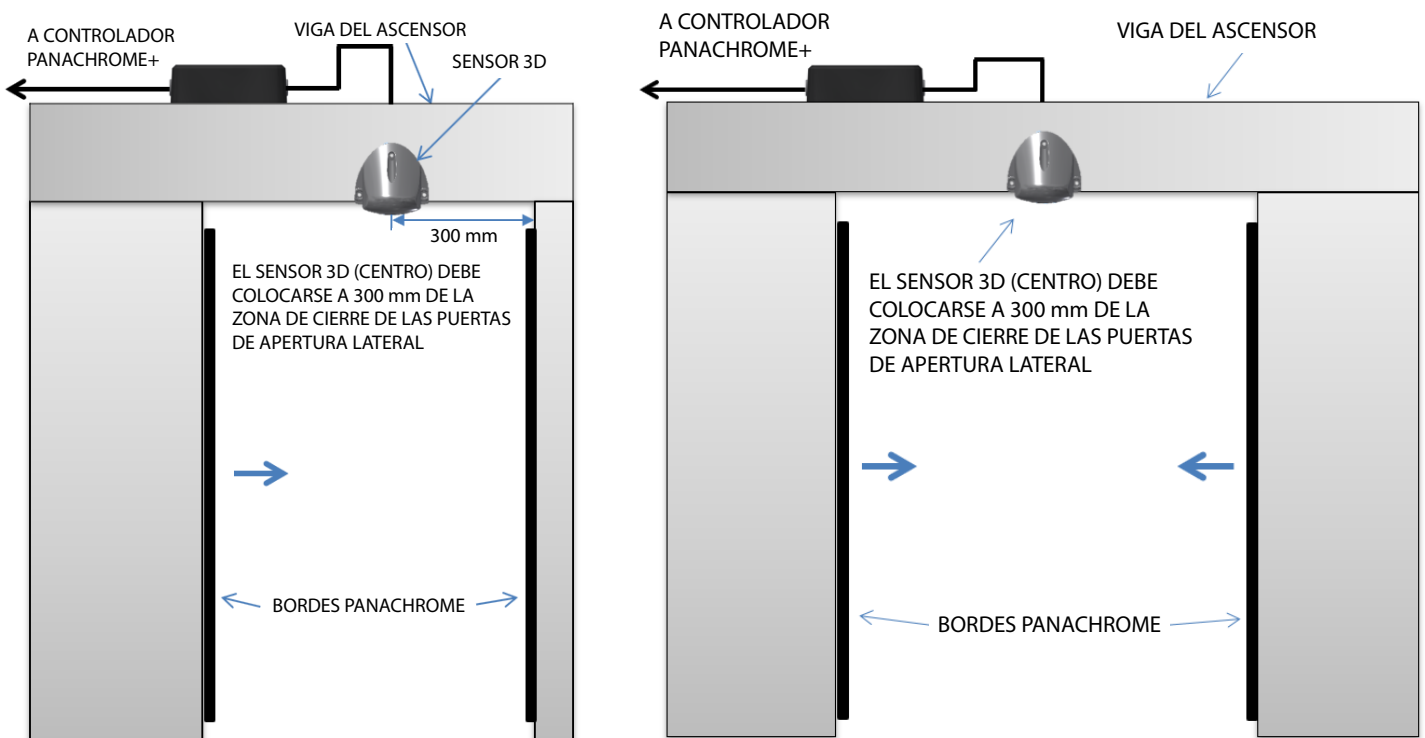 A CONTROLADOR
PANACHROME+
VIGA DEL ASCENSOR
SENSOR 3D
300 mm
EL SENSOR 3D (CENTRO) DEBE
COLOCARSE A 300 mm DE LA
ZONA DE CIERRE DE LAS PUERTAS
DE APERTURA LATERAL
BORDES PANACHROME
A CONTROLADOR
PANACHROME+
VIGA DEL ASCENSOR
EL SENSOR 3D (CENTRO) DEBE
COLOCARSE A 300 mm DE LA
ZONA DE CIERRE DE LAS PUERTAS
DE APERTURA LATERAL
BORDES PANACHROME